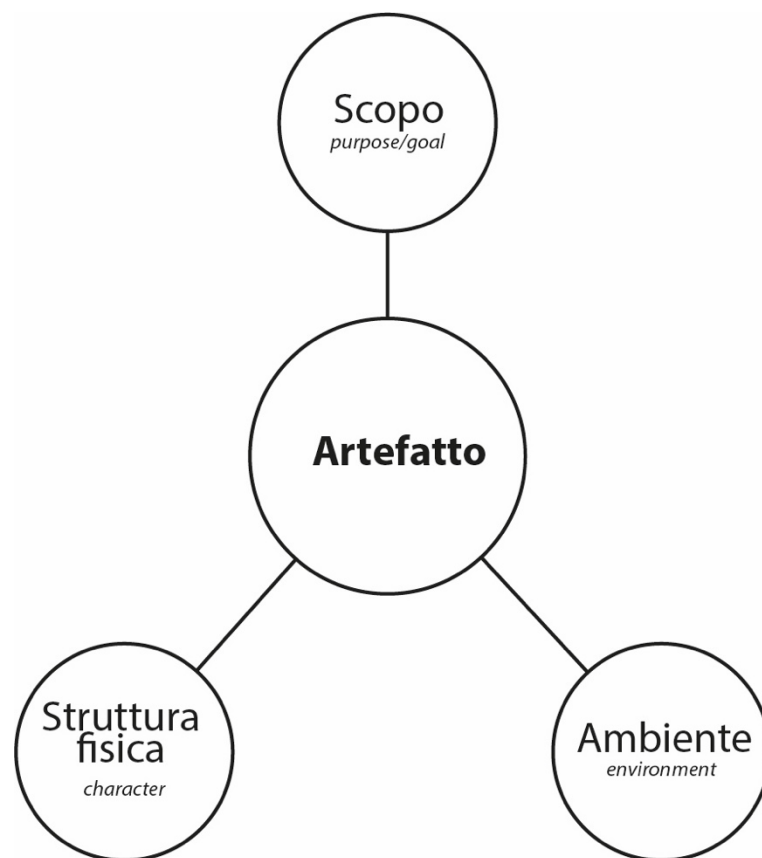 Scopo
purpose/goal
Artefatto
Struttura
fisica
character
Ambiente
environment